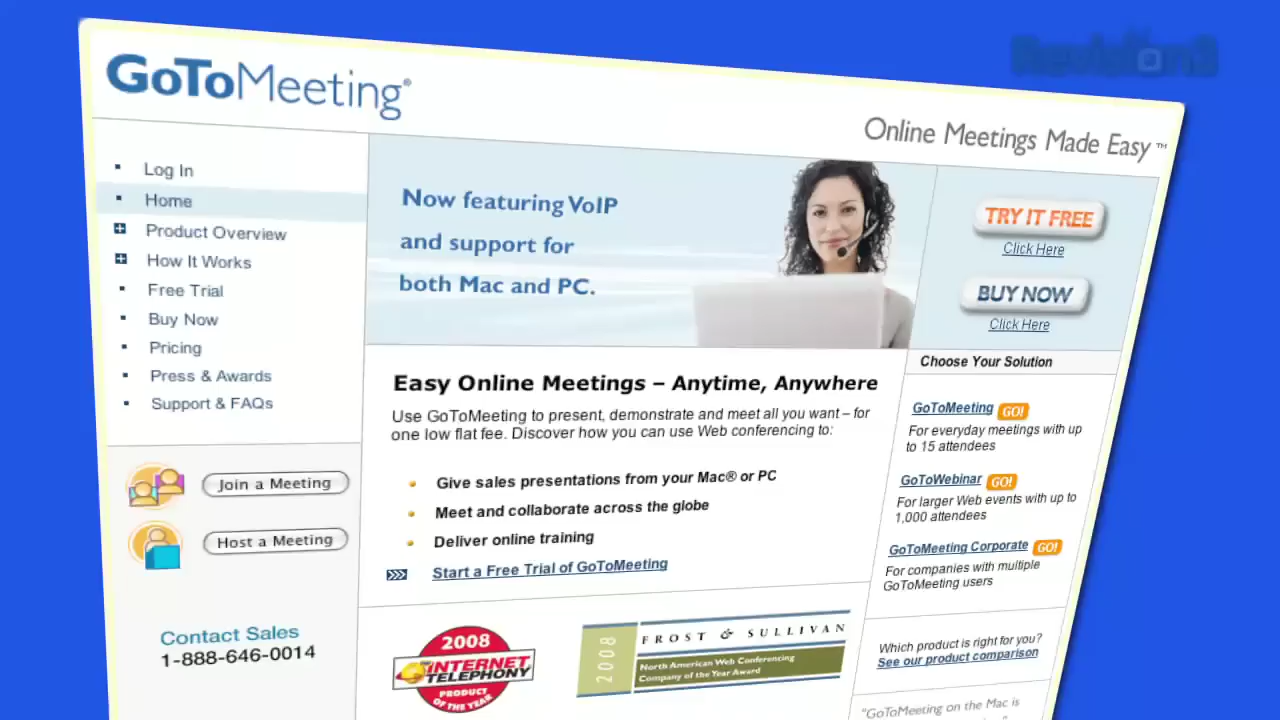 Revision3
GoToMeeting®
Online Meetings Made Easy™
Log In
Home
Product Overview
How It Works
Free Trial
Buy Now
Pricing
Press & Awards
Support & FAQs
Join a Meeting
Host a Meeting
Contact Sales
1-888-646-0014
Now featuring VoIP
and support for
both Mac and PC.
TRY IT FREE
Click Here
BUY NOW
Click Here
Easy Online Meetings – Anytime, Anywhere
Use GoToMeeting to present, demonstrate and meet all you want – for
one low flat fee. Discover how you can use Web conferencing to:
Give sales presentations from your Mac® or PC
Meet and collaborate across the globe
Deliver online training
Start a Free Trial of GoToMeeting
2008
INTERNET
TELEPHONY
PRODUCT
OF THE YEAR
2008
FROST & SULLIVAN
North American Web Conferencing
Company of the Year Award
Choose Your Solution
GoToMeeting GO!
For everyday meetings with up
to 15 attendees
GoToWebinar GO!
For larger Web events with up to
1,000 attendees
GoToMeeting Corporate GO!
For companies with multiple
GoToMeeting users
Which product is right for you?
See our product comparison
"GoToMeeting on the Mac is